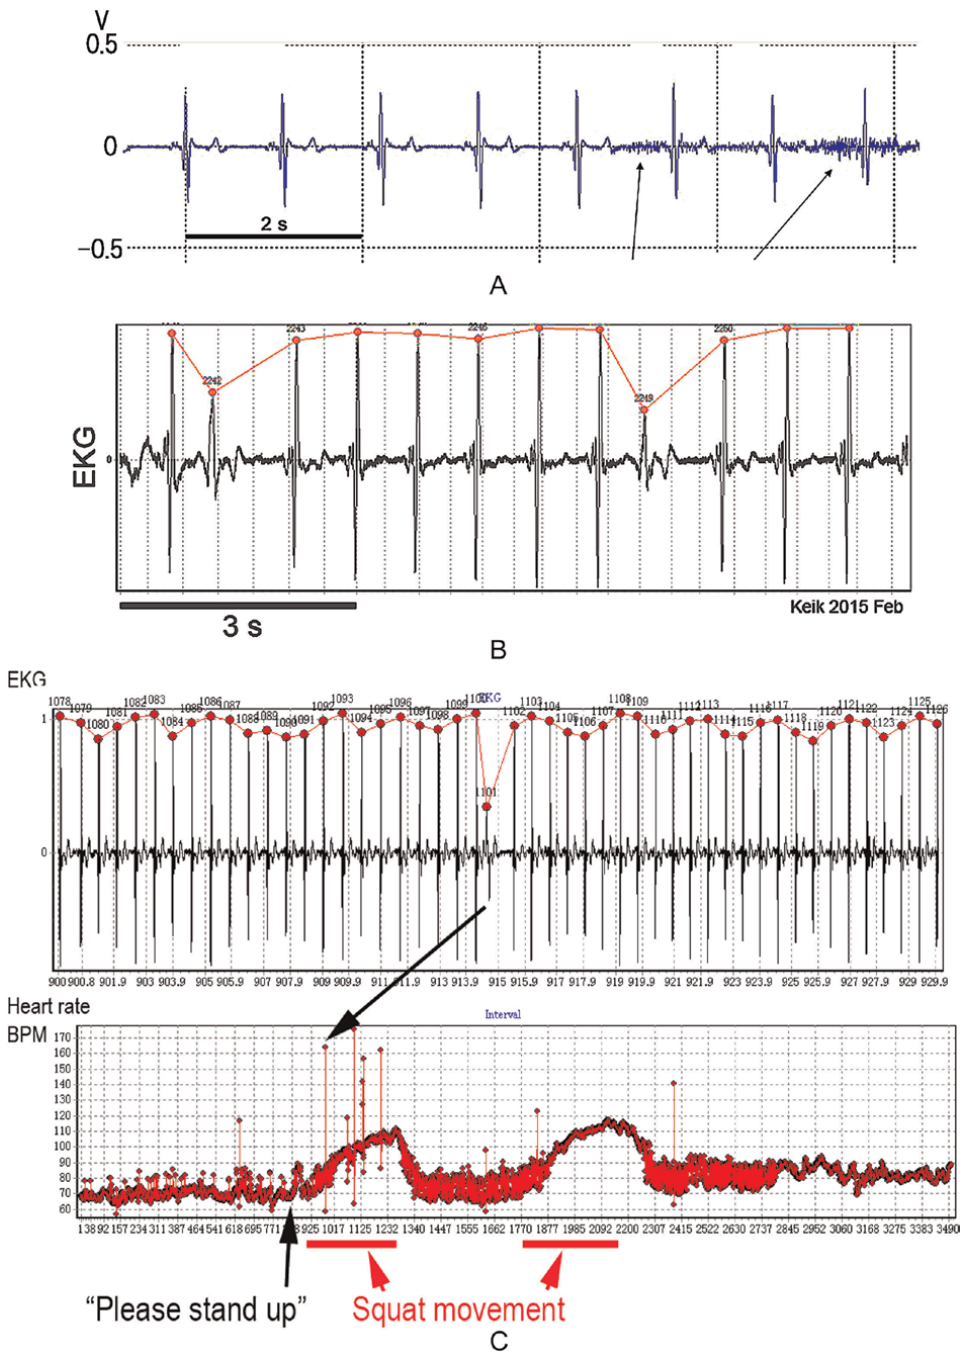 V
0.5
0
−0.5
2 s
A
2243
2246
2250
2242
2249
EKG
0
3 s
Keik 2015 Feb
B
EKG
EKG
1078 1079 1080 1081 1082 1083 1084 1085 1086 1087 1088 1089 1090 1091 1092 1093 1094 1095 1096 1097 1098 1099 1100 1101 1102 1103 1104 1105 1106 1107 1108 1109 1110 1111 1112 1113 1114 1115 1116 1117 1118 1119 1120 1121 1122 1123 1124 1125 1126
1
0
900 900.8 901.9 903 903.9 905 905.9 907 907.9 909 909.9 911 911.9 913 913.9 915 915.9 917 917.9 919 919.9 921 921.9 923 923.9 925 925.9 927 927.9 929 929.9
Heart rate
BPM
Interval
170
160
150
140
130
120
110
100
90
80
70
60
1340 1447 1555 1662 1770 1877 1985 2092 2200 2307 2415 2522 2630 2737 2845 2952 3060 3168 3275 3383 3490
"Please stand up"
Squat movement
C